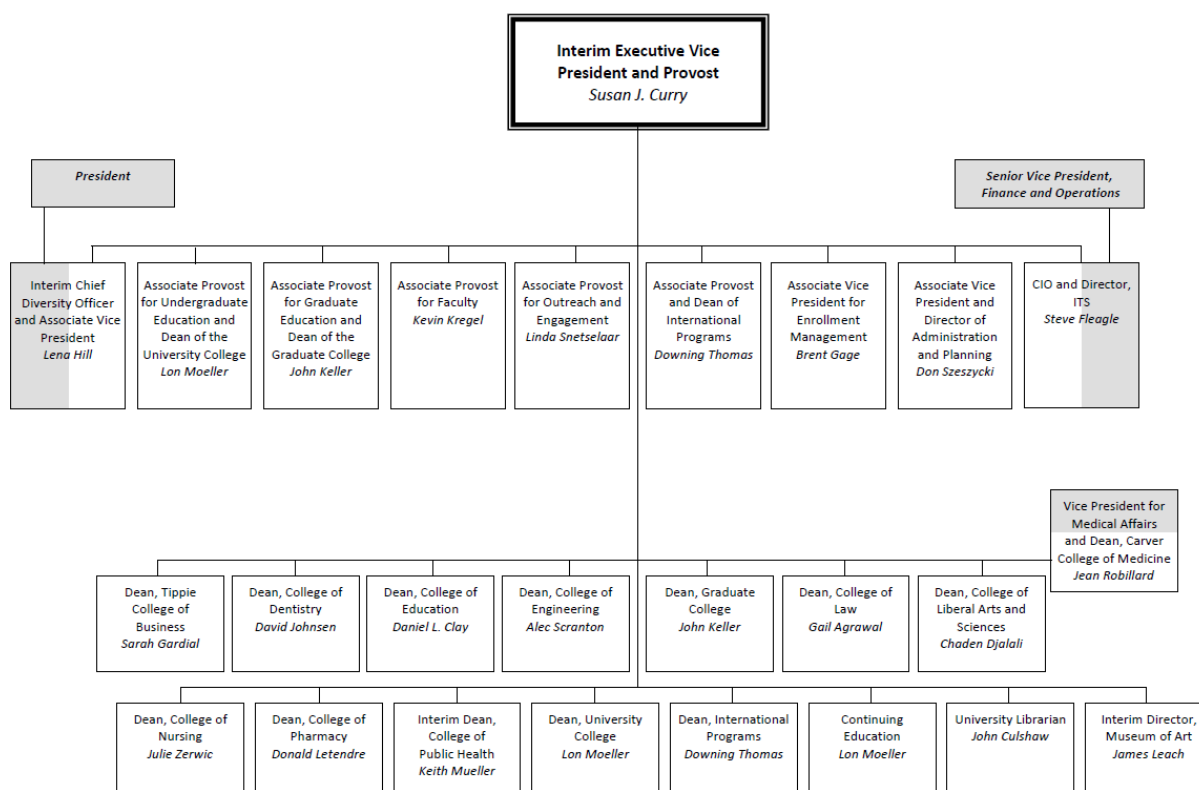 Interim Executive Vice
President and Provost
Susan J. Curry
President
Senior Vice President,
Finance and Operations
Interim Chief
Diversity Officer
and Associate Vice
President
Lena Hill
Associate Provost
for Undergraduate
Education and
Dean of the
University College
Lon Moeller
Associate Provost
for Graduate
Education and
Dean of the
Graduate College
John Keller
Associate Provost
for Faculty
Kevin Kregel
Associate Provost
for Outreach and
Engagement
Linda Snetselaar
Associate Provost
and Dean of
International
Programs
Downing Thomas
Associate Vice
President for
Enrollment
Management
Brent Gage
Associate Vice
President and
Director of
Administration
and Planning
Don Szeszycki
CIO and Director,
ITS
Steve Fleagle
Vice President for
Medical Affairs
and Dean, Carver
College of Medicine
Jean Robillard
Dean, Tippie
College of
Business
Sarah Gardial
Dean, College of
Dentistry
David Johnsen
Dean, College of
Education
Daniel L. Clay
Dean, College of
Engineering
Alec Scranton
Dean, Graduate
College
John Keller
Dean, College of
Law
Gail Agrawal
Dean, College of
Liberal Arts and
Sciences
Chaden Djalali
Dean, College of
Nursing
Julie Zerwic
Dean, College of
Pharmacy
Donald Letendre
Interim Dean,
College of
Public Health
Keith Mueller
Dean, University
College
Lon Moeller
Dean, International
Programs
Downing Thomas
Continuing
Education
Lon Moeller
University Librarian
John Culshaw
Interim Director,
Museum of Art
James Leach